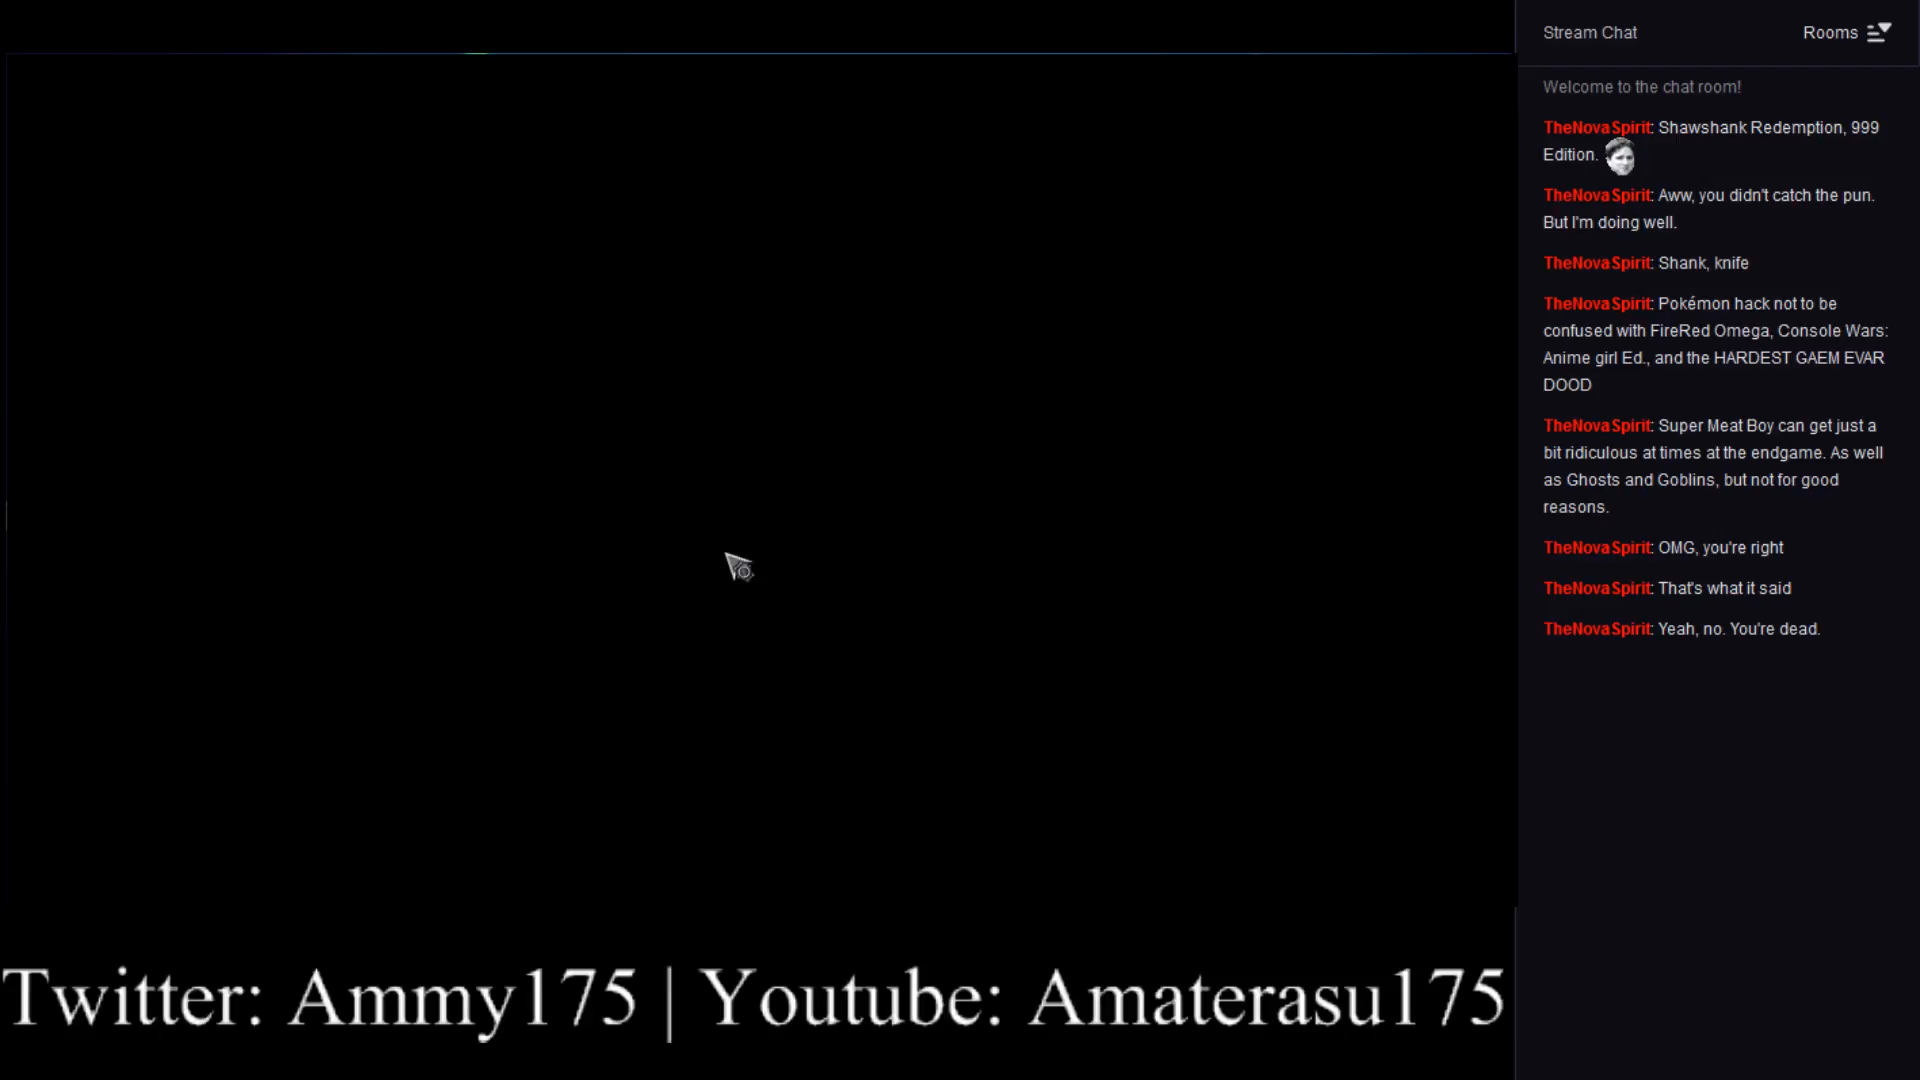 Stream Chat
Rooms
Welcome to the chat room!
TheNovaSpirit: Shawshank Redemption, 999
Edition.
TheNovaSpirit: Aww, you didn't catch the pun.
But I'm doing well.
TheNovaSpirit: Shank, knife
TheNovaSpirit: Pokémon hack not to be
confused with FireRed Omega, Console Wars:
Anime girl Ed., and the HARDEST GAEM EVAR
DOOD
TheNovaSpirit: Super Meat Boy can get just a
bit ridiculous at times at the endgame. As well
as Ghosts and Goblins, but not for good
reasons.
TheNovaSpirit: OMG, you're right
TheNovaSpirit: That's what it said
TheNovaSpirit: Yeah, no. You're dead.
Twitter: Ammy175 | Youtube: Amaterasu175